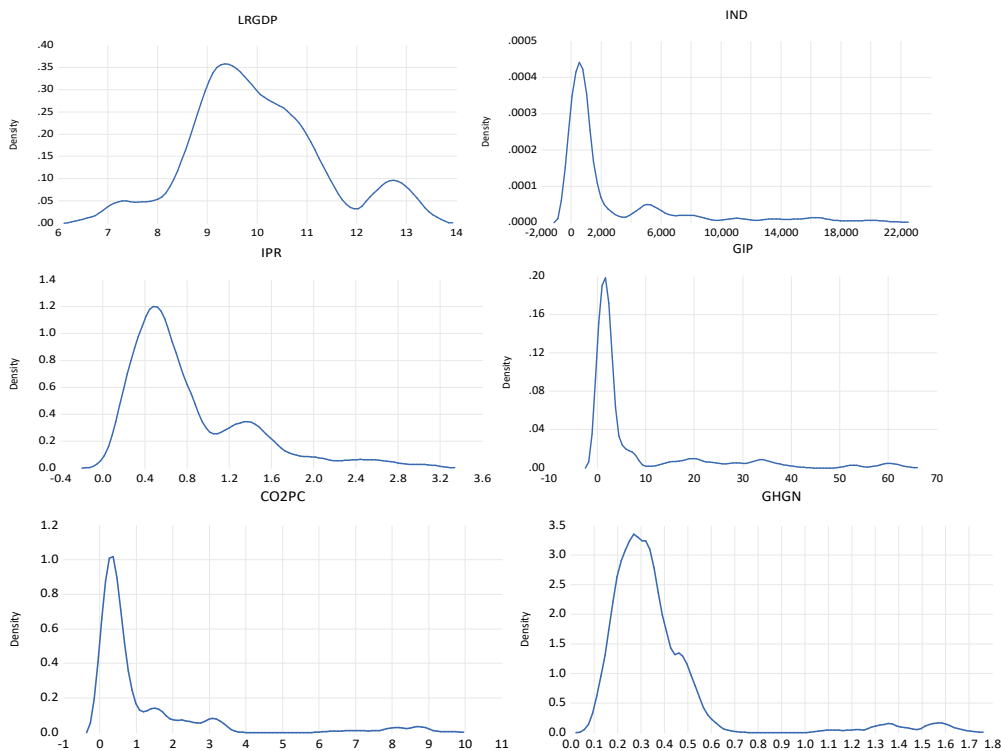 LRGDP
.40
.35
.30
.25
.20
.15
.10
.05
.00
Density
6 7 8 9 10 11 12 13 14
IND
.0005
.0004
.0003
.0002
.0001
.0000
Density
-2,000 0 2,000 6,000 10,000 14,000 18,000 22,000
IPR
1.4
1.2
1.0
0.8
0.6
0.4
0.2
0.0
Density
-0.4 0.0 0.4 0.8 1.2 1.6 2.0 2.4 2.8 3.2 3.6
GIP
.20
.16
.12
.08
.04
.00
Density
-10 0 10 20 30 40 50 60 70
CO2PC
1.2
1.0
0.8
0.6
0.4
0.2
0.0
Density
-1 0 1 2 3 4 5 6 7 8 9 10 11
GHGN
3.5
3.0
2.5
2.0
1.5
1.0
0.5
0.0
Density
0.0 0.1 0.2 0.3 0.4 0.5 0.6 0.7 0.8 0.9 1.0 1.1 1.2 1.3 1.4 1.5 1.6 1.7 1.8